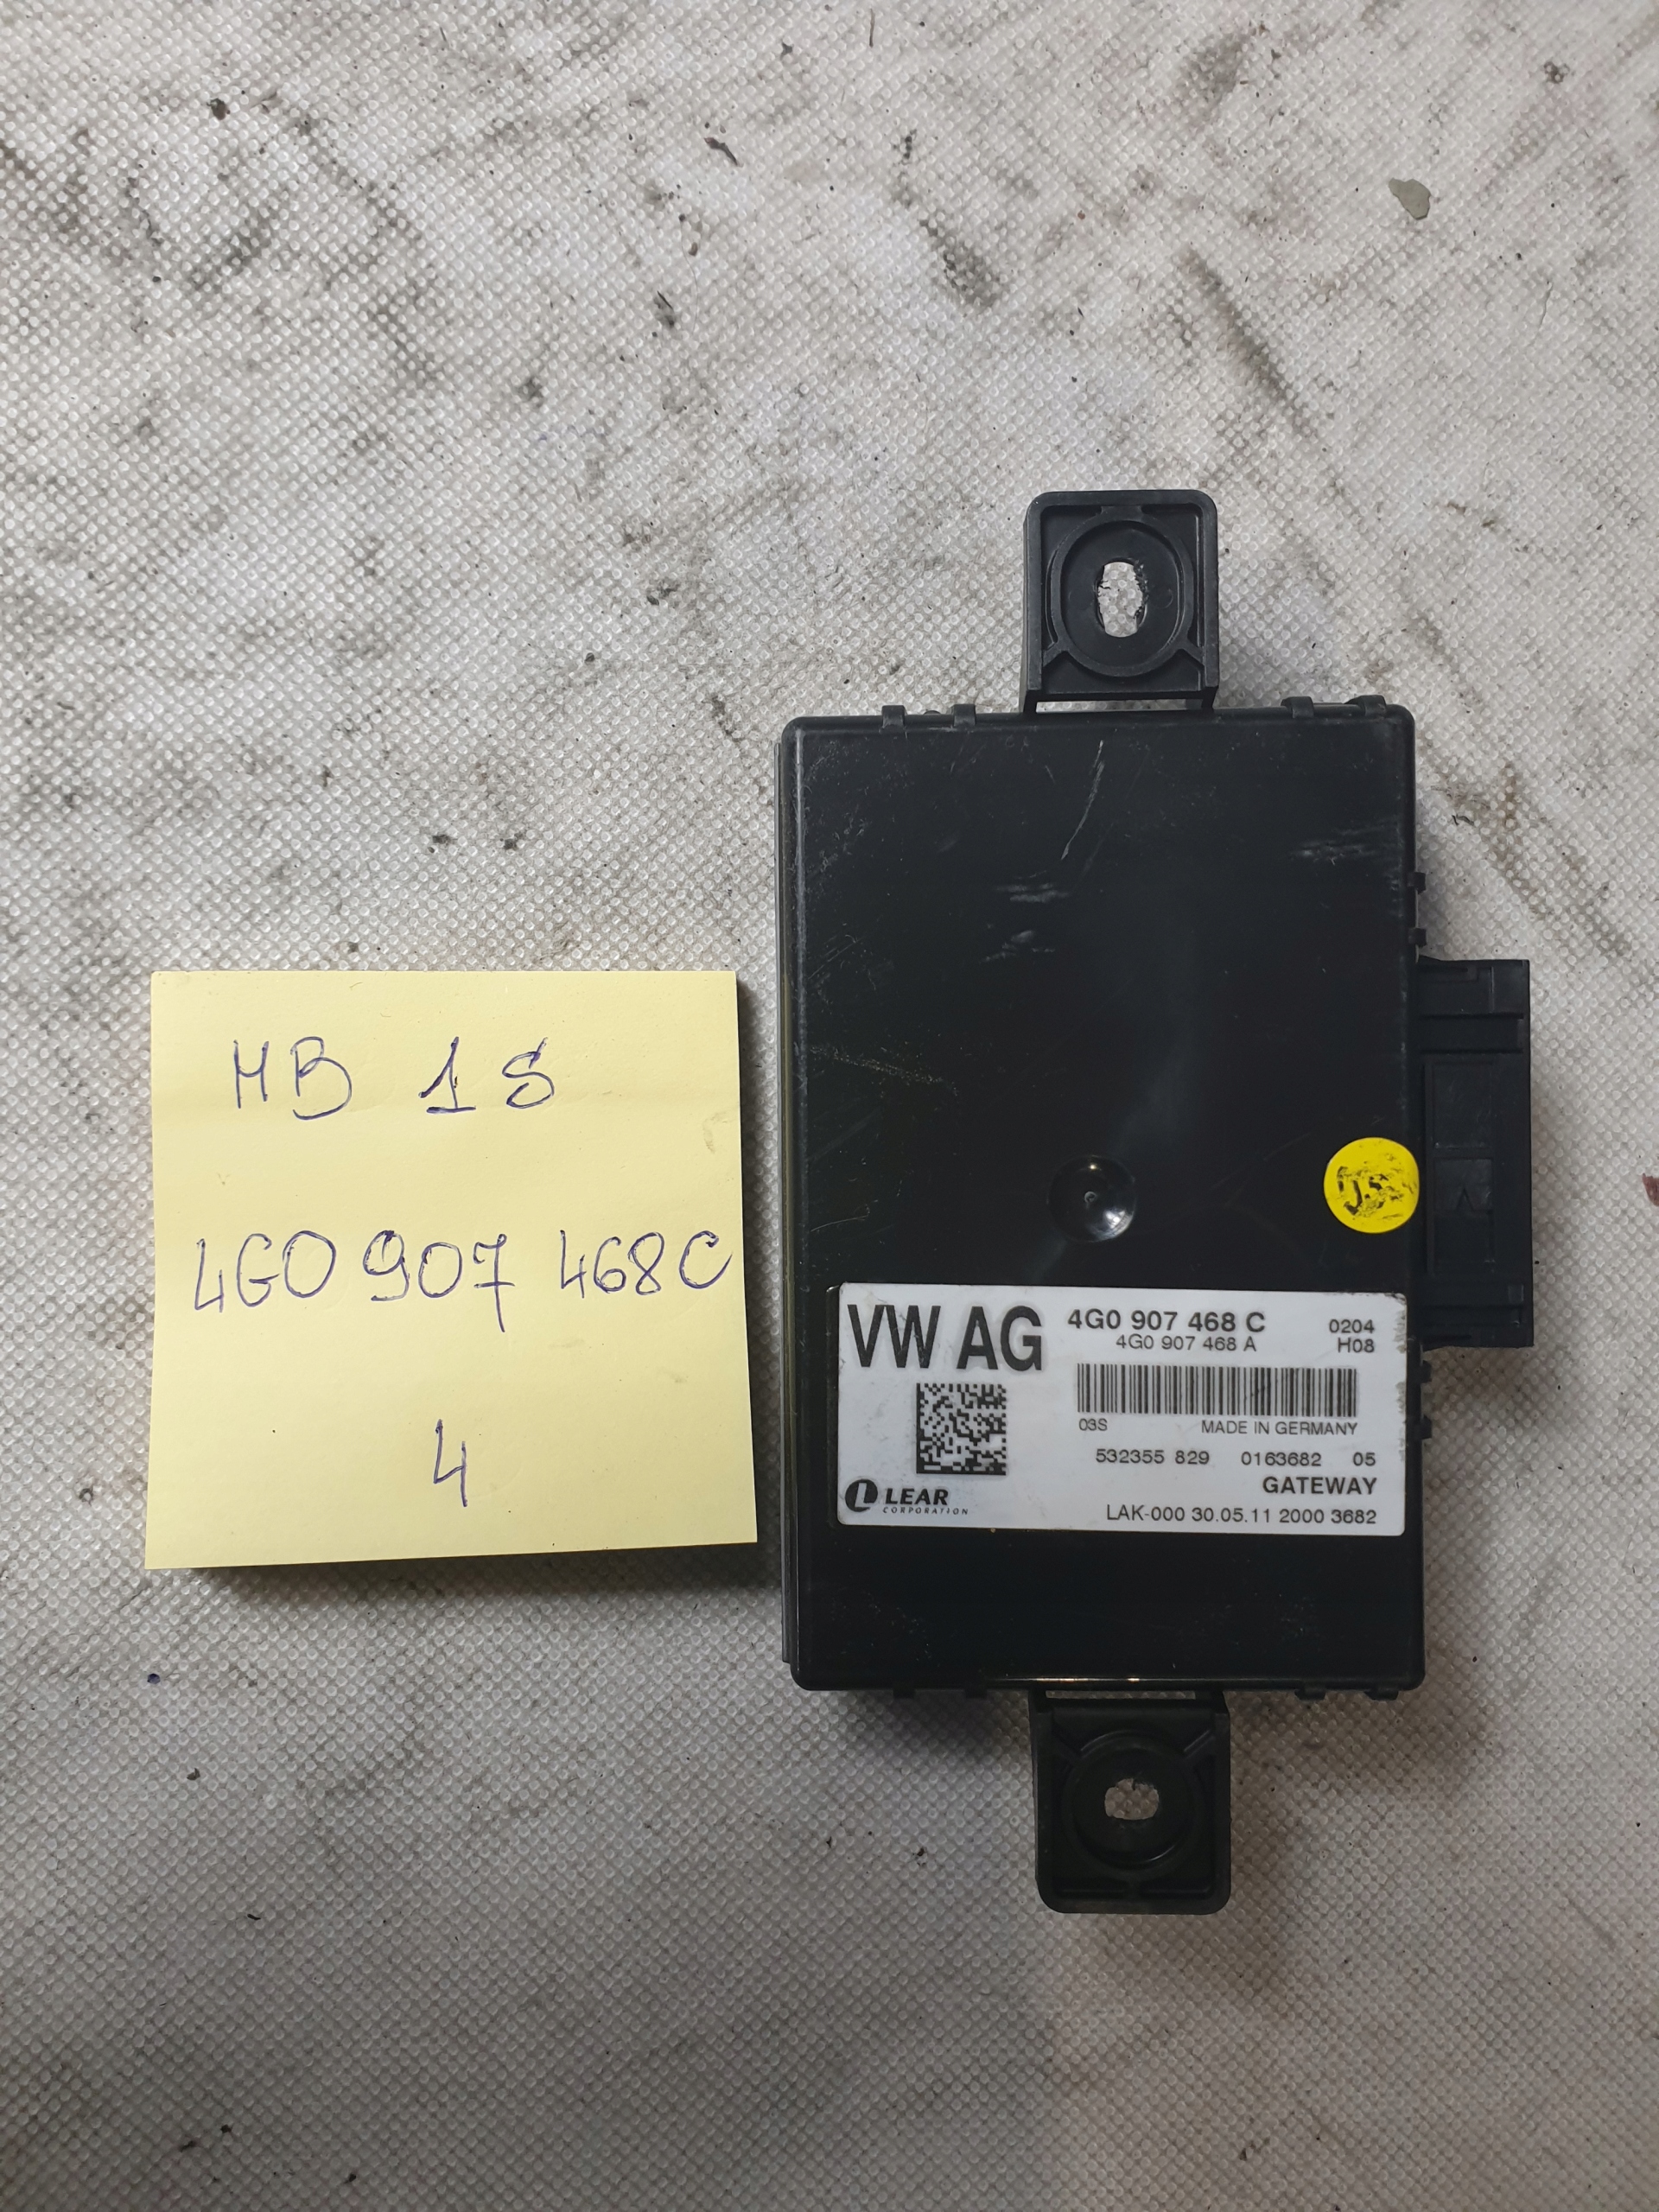 HB 1S
4G0 907 468C
4
VW AG
4G0 907 468 C
4G0 907 468 A
0204
H08
03S MADE IN GERMANY
532355 829 0163682 05
GATEWAY
LEAR
CORPORATION
LAK-000 30.05.11 2000 3682